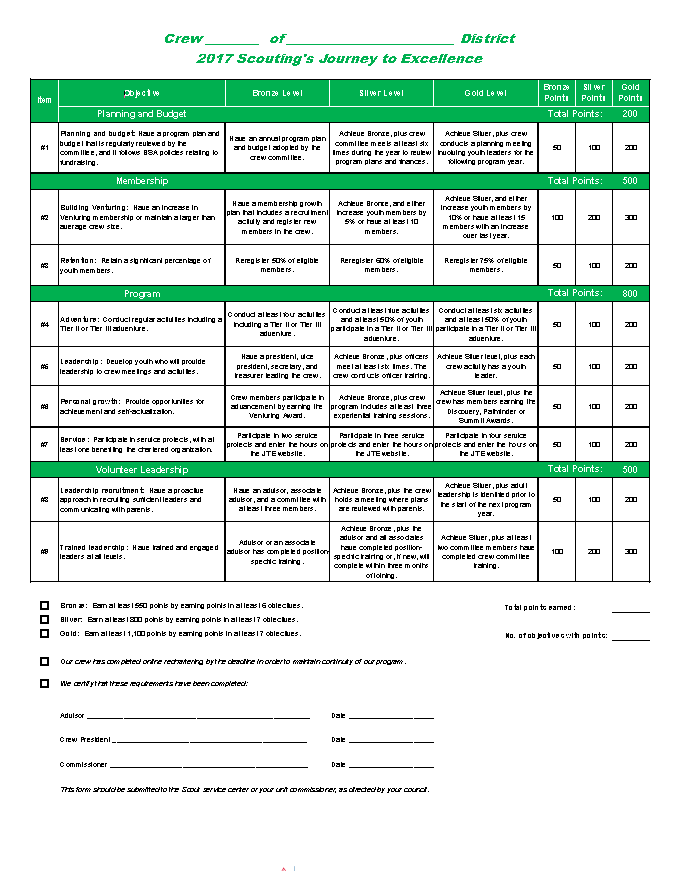 Crew ________ of _________________________ District
2017 Scouting's Journey to Excellence
Item Objective Bronze Level Silver Level Gold Level Bronze Points Silver Points Gold Points
Planning and Budget Total Points: 200
#1 Planning and budget: Have a program plan and budget that is regularly reviewed by the committee, and it follows BSA policies relating to fundraising. Have an annual program plan and budget adopted by the crew committee. Achieve Bronze, plus crew committee meets at least six times during the year to review program plans and finances. Achieve Silver, plus crew conducts a planning meeting involving youth leaders for the following program year. 50 100 200
Membership Total Points: 500
#2 Building Venturing: Have an increase in Venturing membership or maintain a larger than average crew size. Have a membership growth plan that includes a recruitment activity and register new members in the crew. Achieve Bronze, and either increase youth members by 5% or have at least 10 members. Achieve Silver, and either increase youth members by 10% or have at least 15 members with an increase over last year. 100 200 300
#3 Retention: Retain a significant percentage of youth members. Reregister 50% of eligible members. Reregister 60% of eligible members. Reregister 75% of eligible members. 50 100 200
Program Total Points: 800
#4 Adventure: Conduct regular activities including a Tier II or Tier III adventure. Conduct at least four activities including a Tier II or Tier III adventure. Conduct at least five activities and at least 50% of youth participate in a Tier II or Tier III adventure. Conduct at least six activities and at least 50% of youth participate in a Tier II or Tier III adventure. 50 100 200
#5 Leadership: Develop youth who will provide leadership to crew meetings and activities. Have a president, vice president, secretary, and treasurer leading the crew. Achieve Bronze, plus officers meet at least six times. The crew conducts officer training. Achieve Silver level, plus each crew activity has a youth leader. 50 100 200
#6 Personal growth: Provide opportunities for achievement and self-actualization. Crew members participate in advancement by earning the Venturing Award. Achieve Bronze, plus crew program includes at least three experiential training sessions. Achieve Silver level, plus the crew has members earning the Discovery, Pathfinder or Summit Awards. 50 100 200
#7 Service: Participate in service projects, with at least one benefiting the chartered organization. Participate in two service projects and enter the hours on the JTE website. Participate in three service projects and enter the hours on the JTE website. Participate in four service projects and enter the hours on the JTE website. 50 100 200
Volunteer Leadership Total Points: 500
#8 Leadership recruitment: Have a proactive approach in recruiting sufficient leaders and communicating with parents. Have an advisor, associate advisor, and a committee with at least three members. Achieve Bronze, plus the crew holds a meeting where plans are reviewed with parents. Achieve Silver, plus adult leadership is identified prior to the start of the next program year. 50 100 200
#9 Trained leadership: Have trained and engaged leaders at all levels. Advisor or an associate advisor has completed position-specific training. Achieve Bronze, plus the advisor and all associates have completed position-specific training or, if new, will complete within three months of joining. Achieve Silver, plus at least two committee members have completed crew committee training. 100 200 300
Bronze: Earn at least 550 points by earning points in at least 6 objectives. Total points earned: ________
Silver: Earn at least 800 points by earning points in at least 7 objectives.
Gold: Earn at least 1,100 points by earning points in at least 7 objectives. No. of objectives with points: ________
Our crew has completed online rechartering by the deadline in order to maintain continuity of our program.
We certify that these requirements have been completed:
Advisor ________________________ Date ____________
Crew President ________________________ Date ____________
Commissioner ________________________ Date ____________
This form should be submitted to the Scout service center or your unit commissioner, as directed by your council.